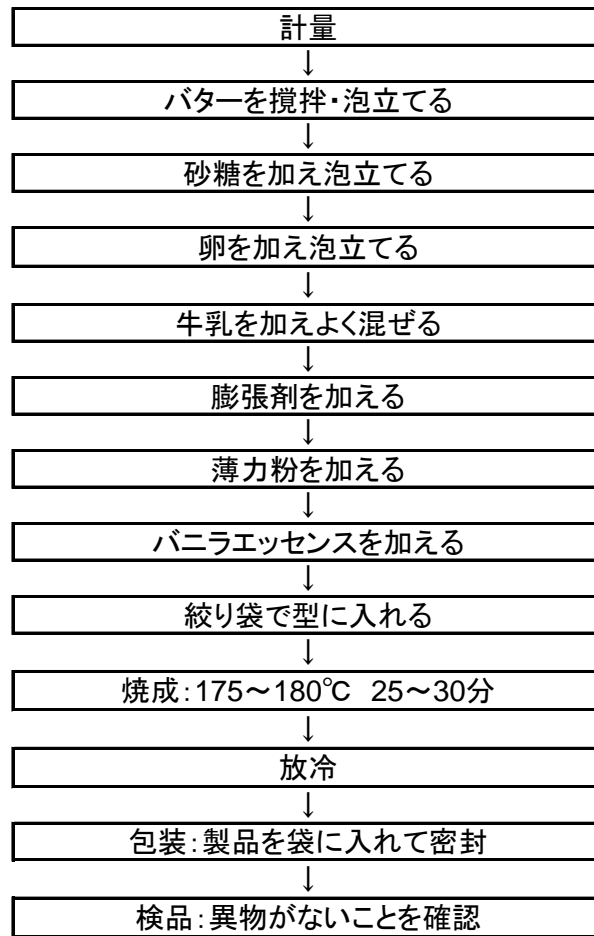 計量
↓
バターを撹拌・泡立てる
↓
砂糖を加え泡立てる
↓
卵を加え泡立てる
↓
牛乳を加えよく混ぜる
↓
膨張剤を加える
↓
薄力粉を加える
↓
バニラエッセンスを加える
↓
絞り袋で型に入れる
↓
焼成：175～180℃ 25～30分
↓
放冷
↓
包装：製品を袋に入れて密封
↓
検品：異物がないことを確認